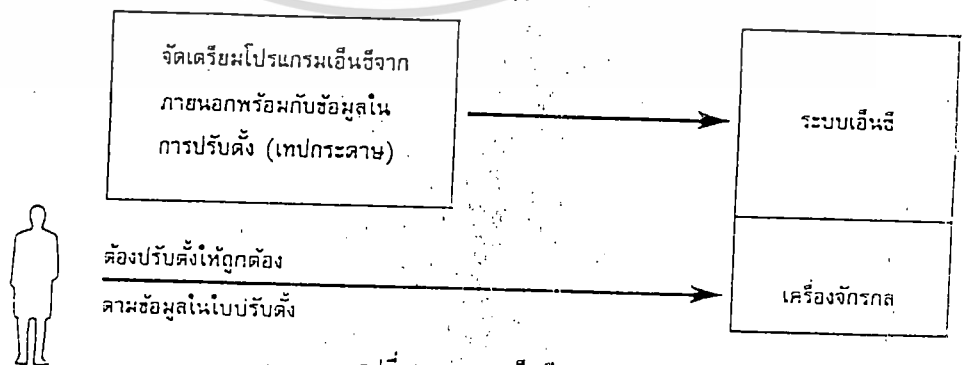 จัดเตรียมโปรแกรมเอ็นซีจาก
ภายนอกพร้อมกับข้อมูลใน
การปรับตั้ง (เทปกระดาษ)
ระบบเอ็นซี
ต้องปรับตั้งให้ถูกต้อง
ตามข้อมูลในใบปรับตั้ง
เครื่องจักรกล